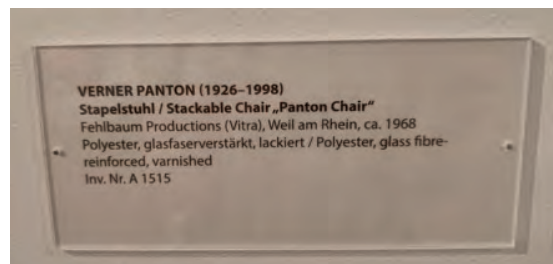 VERNER PANTON (1926–1998)
Stapelstuhl / Stackable Chair „Panton Chair“
Fehlbaum Productions (Vitra), Weil am Rhein, ca. 1968
Polyester, glasfaserverstärkt, lackiert / Polyester, glass fibre-
reinforced, varnished
Inv. Nr. A 1515